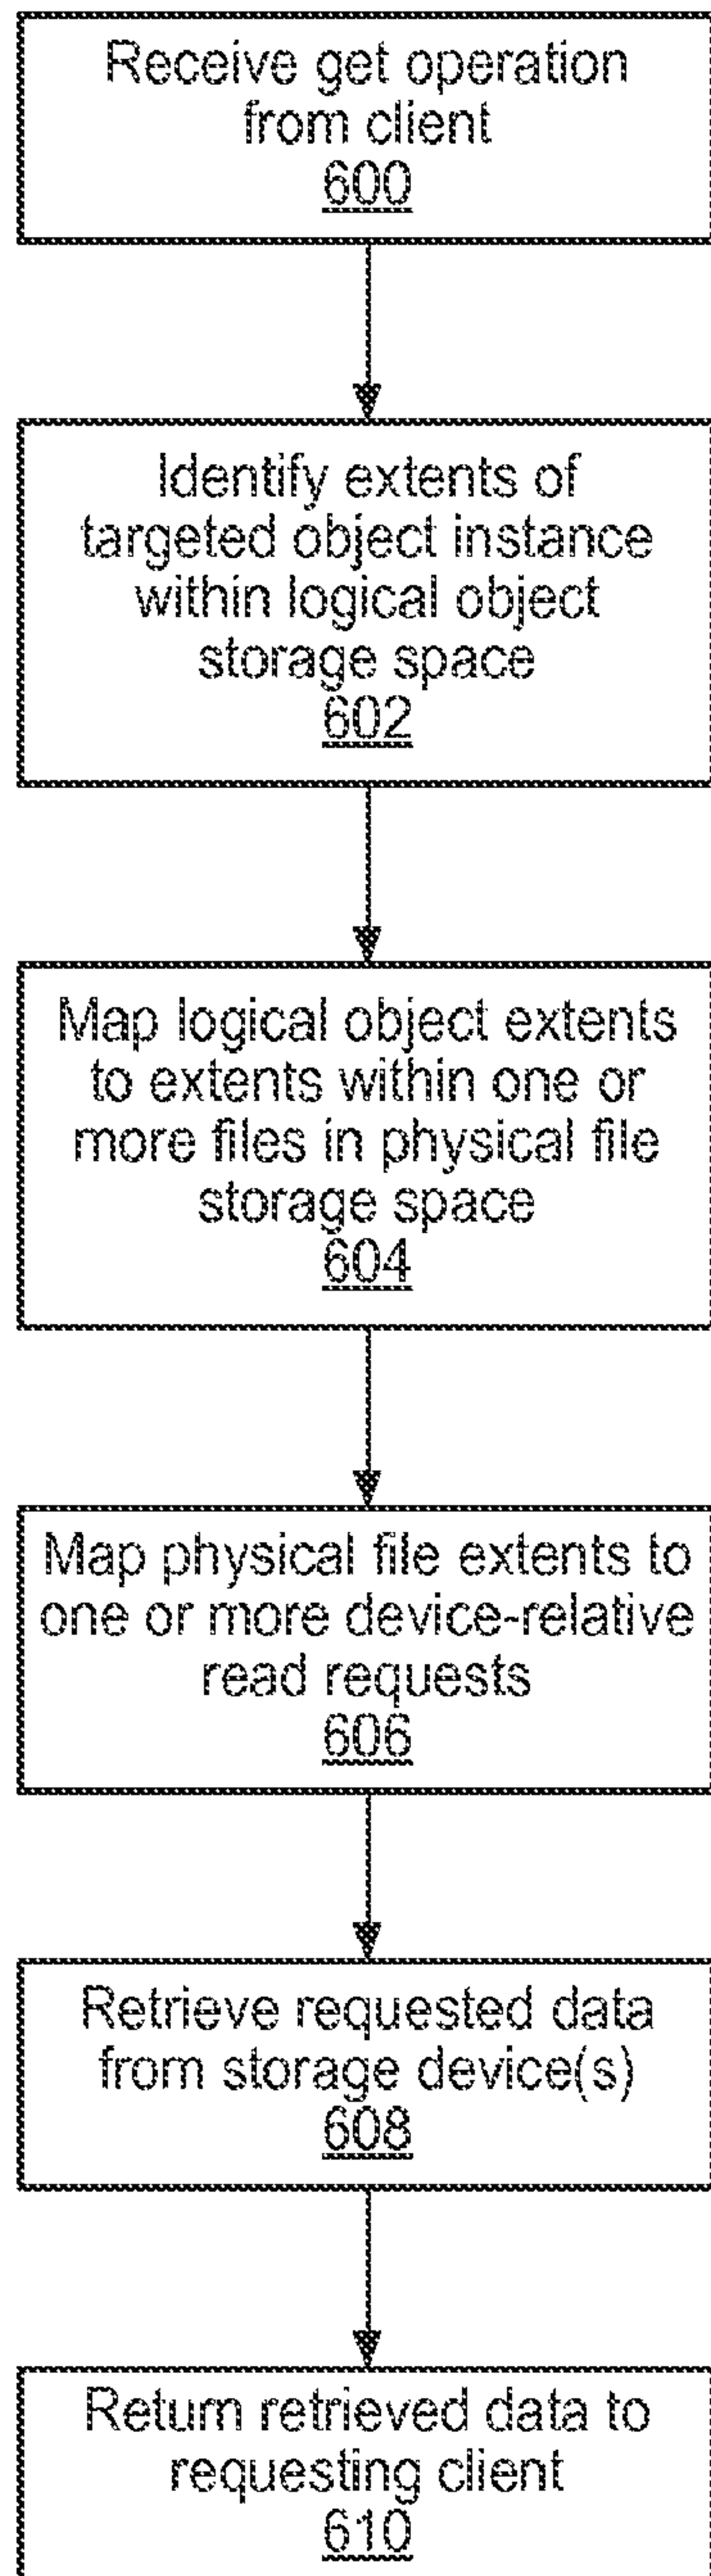 Receive get operation
from client
600
Identify extents of
targeted object instance
within logical object
storage space
602
Map logical object extents
to extents within one or
more files in physical file
storage space
604
Map physical file extents to
one or more device-relative
read requests
606
Retrieve requested data
from storage device(s)
608
Return retrieved data to
requesting client
610